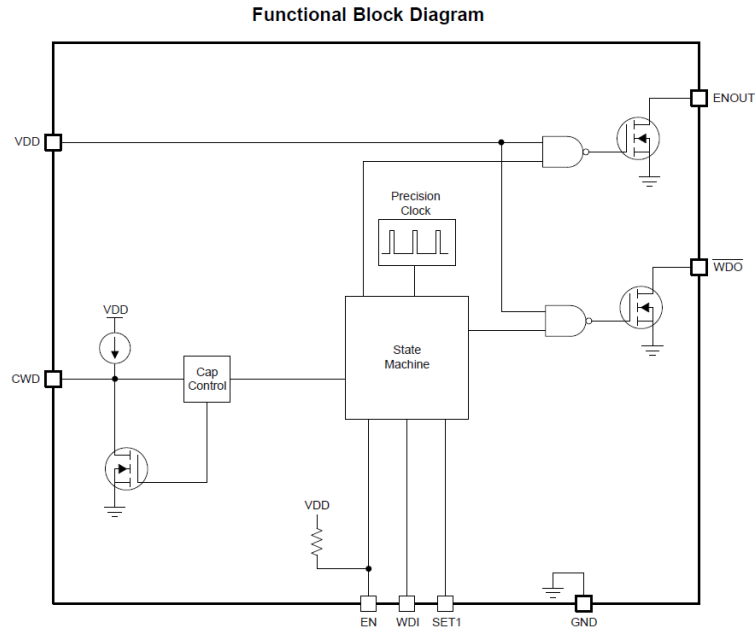 Functional Block Diagram
ENOUT
VDD
Precision
Clock
WDO
VDD
State
Machine
CWD
Cap
Control
VDD
EN
WDI
SET1
GND